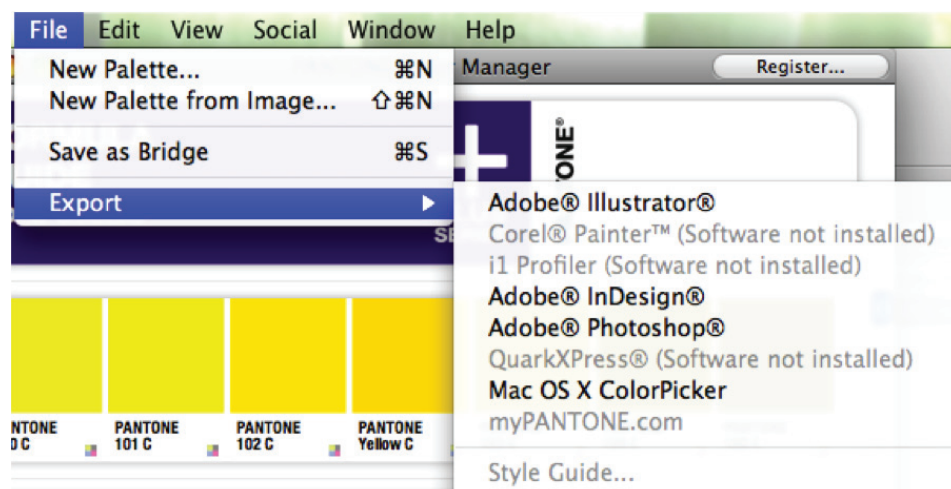 File Edit View Social Window Help
New Palette... ⌘N
Manager
Register...
New Palette from Image... ⇧⌘N
Save as Bridge ⌘S
Export
Adobe® Illustrator®
Corel® Painter™ (Software not installed)
i1 Profiler (Software not installed)
Adobe® InDesign®
Adobe® Photoshop®
QuarkXPress® (Software not installed)
Mac OS X ColorPicker
myPANTONE.com
Style Guide...
PANTONE
101 C
PANTONE
102 C
PANTONE
Yellow C